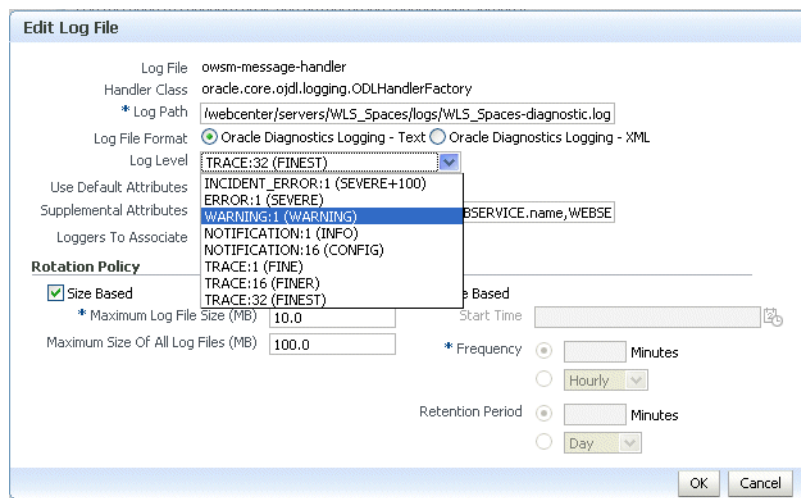 Edit Log File
Log File owsm-message-handler
Handler Class oracle.core.ojdl.logging.ODLHandlerFactory
* Log Path /webcenter/servers/WLS_Spaces/logs/WLS_Spaces-diagnostic.log
Log File Format Oracle Diagnostics Logging - Text Oracle Diagnostics Logging - XML
Log Level TRACE:32 (FINEST)
INCIDENT_ERROR:1 (SEVERE+100)
ERROR:1 (SEVERE)
WARNING:1 (WARNING)
NOTIFICATION:1 (INFO)
NOTIFICATION:16 (CONFIG)
TRACE:1 (FINE)
TRACE:16 (FINER)
TRACE:32 (FINEST)
Use Default Attributes
Supplemental Attributes BSERVICE.name,WEBSE
Loggers To Associate
Rotation Policy
Size Based
* Maximum Log File Size (MB) 10.0
Maximum Size Of All Log Files (MB) 100.0
e Based
Start Time
* Frequency Minutes
Hourly
Retention Period Minutes
Day
OK Cancel